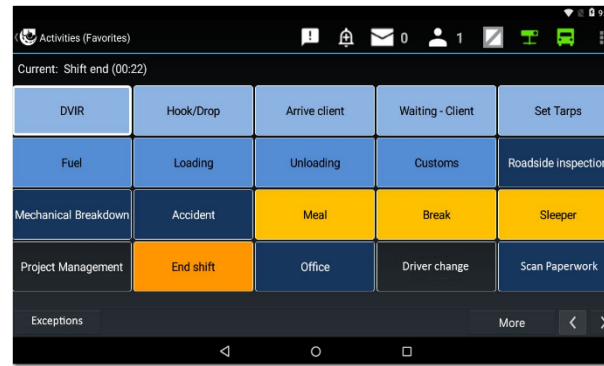 9
Activities (Favorites)
0
1
Current: Shift end (00:22)
DVIR
Hook/Drop
Arrive client
Waiting - Client
Set Tarps
Fuel
Loading
Unloading
Customs
Roadside inspection
Mechanical Breakdown
Accident
Meal
Break
Sleeper
Project Management
End shift
Office
Driver change
Scan Paperwork
Exceptions
More